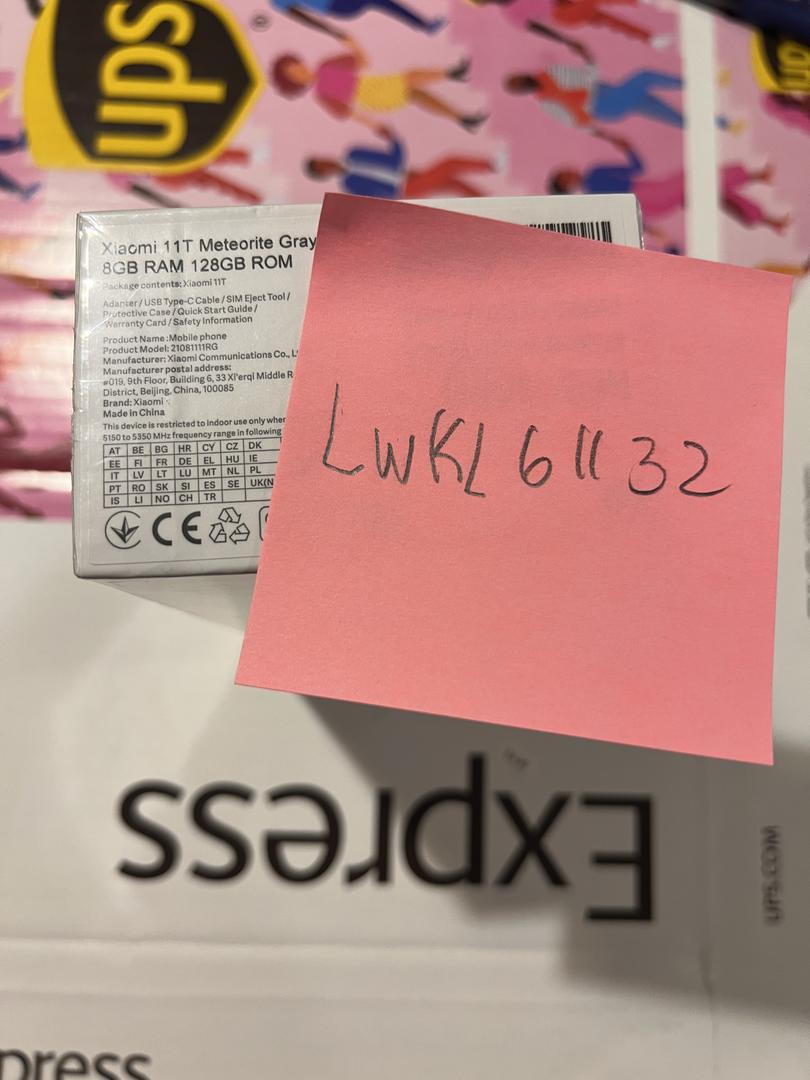 ups
ups
Xiaomi 11T Meteorite Gray
8GB RAM 128GB ROM
Package contents: Xiaomi 11T
Adapter / USB Type-C Cable / SIM Eject Tool /
Protective Case / Quick Start Guide /
Warranty Card / Safety Information
Product Name: Mobile phone
Product Model: 21081111RG
Manufacturer: Xiaomi Communications Co., L
Manufacturer postal address:
#019, 9th Floor, Building 6, 33 Xi'erqi Middle R
District, Beijing, China, 100085
Brand: Xiaomi
Made in China
This device is restricted to indoor use only when
5150 to 5350 MHz frequency range in following
AT BE BG HR CY CZ DK
EE FI FR DE EL HU IE
IT LV LT LU MT NL PL
PT RO SK SI ES SE UK(N
IS LI NO CH TR
CE
LWKL 611 32
Express
UPS.COM
press